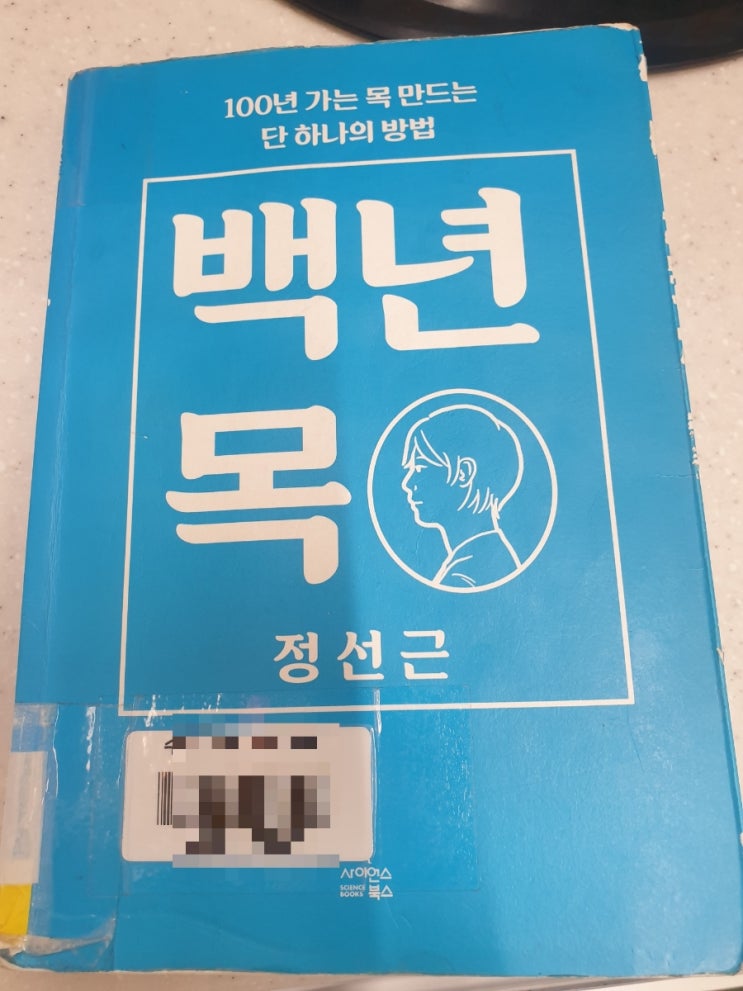 100년 가는 목 만드는
단 하나의 방법
백년
목
정선근
사이언스
SCIENCE
BOOKS 북스